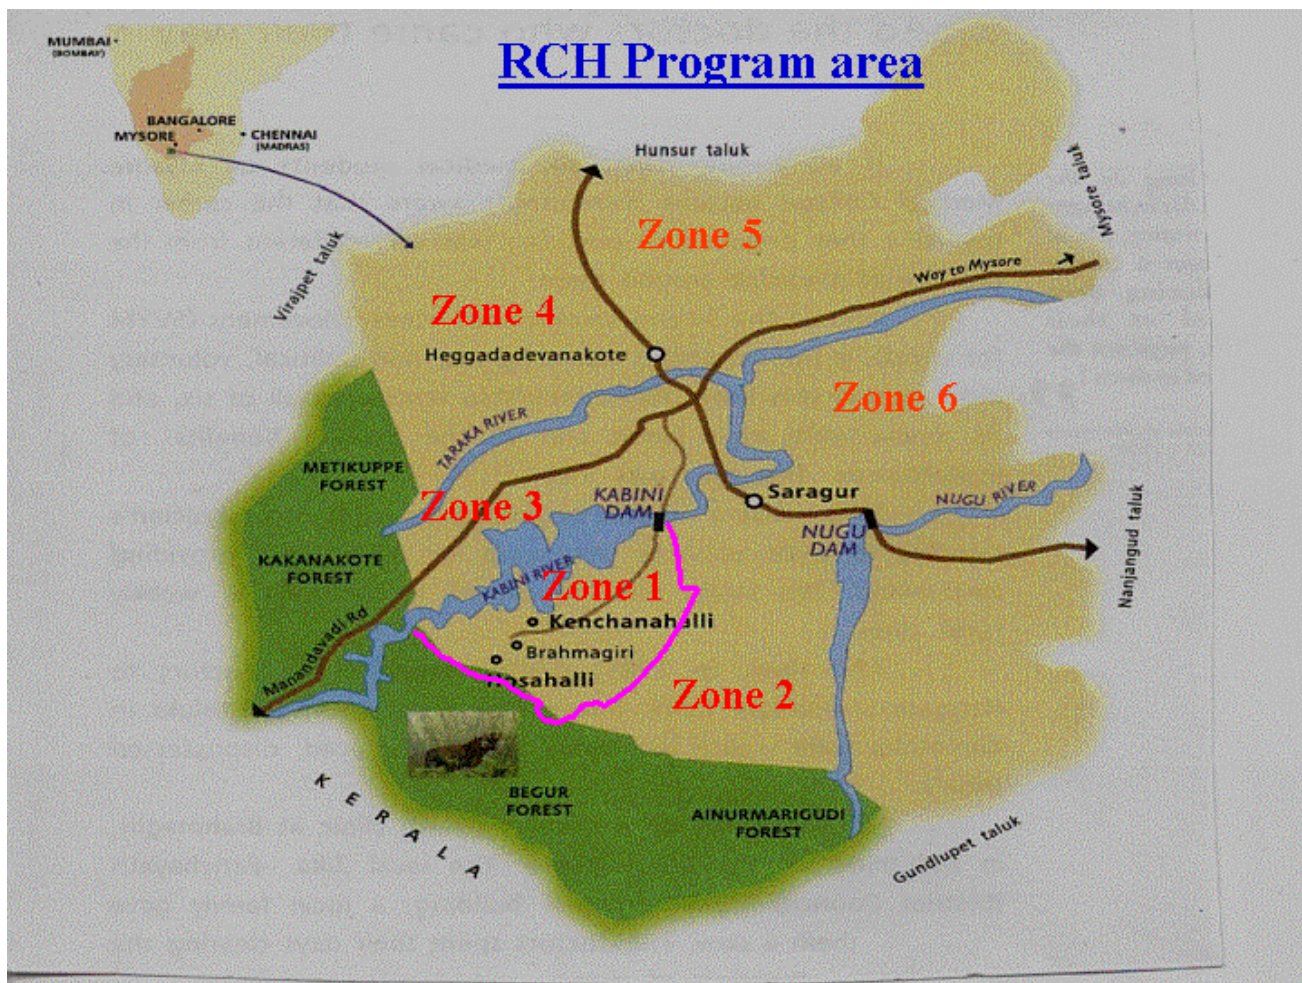 RCH Program area
MUMBAI
(BOMBAY)
BANGALORE
MYSORE
CHENNAI
(MADRAS)
Hunsur taluk
Mysore taluk
Virajpet taluk
Zone 5
Way to Mysore
Zone 4
Heggadadevanakote
Zone 6
TARAKA RIVER
METIKUPPE
FOREST
Zone 3
KABINI
DAM
Saragur
NUGU RIVER
NUGU
DAM
Nanjangud taluk
KAKANAKOTE
FOREST
KABINI RIVER
Zone 1
Kenchanahalli
Brahmagiri
Hosahalli
Manandavadi Rd
Zone 2
KERALA
BEGUR
FOREST
AINURMARIGUDI
FOREST
Gundlupet taluk